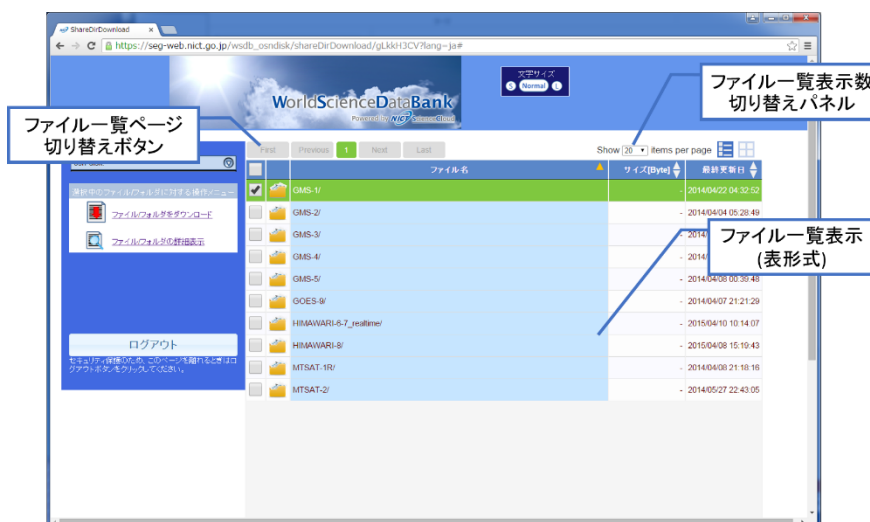 ShareDirDownload
https://seg-web.nict.go.jp/wsdb_osndisk/shareDirDownload/gLkkH3CV?lang=ja#
WorldScienceDataBank
Powered by NICT ScienceCloud
文字サイズ
S Normal L
ファイル一覧表示数
切り替えパネル
ファイル一覧ページ
切り替えボタン
First Previous 1 Next Last
Show 20 items per page
ファイル名 サイズ[Byte] 最終更新日
選択中のファイル/フォルダに対する操作メニュー
ファイル/フォルダをダウンロード
ファイル/フォルダの詳細表示
GMS-1/ - 2014/04/22 04:32:52
GMS-2/ - 2014/04/04 05:28:49
GMS-3/ - 2014/
GMS-4/ - 2014/
GMS-5/ - 2014/04/08 00:39:48
GOES-9/ - 2014/04/07 21:21:29
HIMAWARI-6-7_realtime/ - 2015/04/10 10:14:07
HIMAWARI-8/ - 2015/04/08 15:19:43
MTSAT-1R/ - 2014/04/08 21:18:16
MTSAT-2/ - 2014/05/27 22:43:05
ファイル一覧表示
(表形式)
ログアウト
セキュリティ保護のため、このページを離れるときはロ
グアウトボタンをクリックしてください。